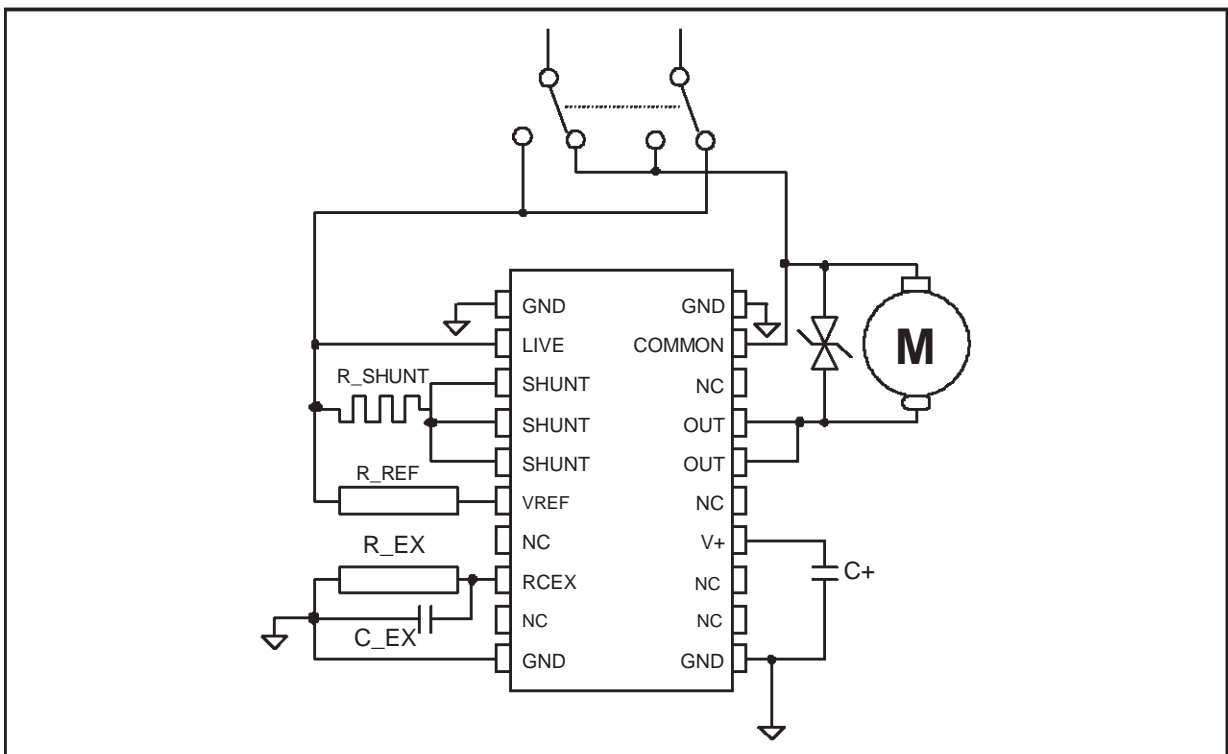 GND
GND
LIVE
COMMON
R_SHUNT
SHUNT
NC
SHUNT
OUT
SHUNT
OUT
R_REF
VREF
NC
R_EX
NC
V+
RCEX
NC
C+
C_EX
NC
NC
GND
GND
M